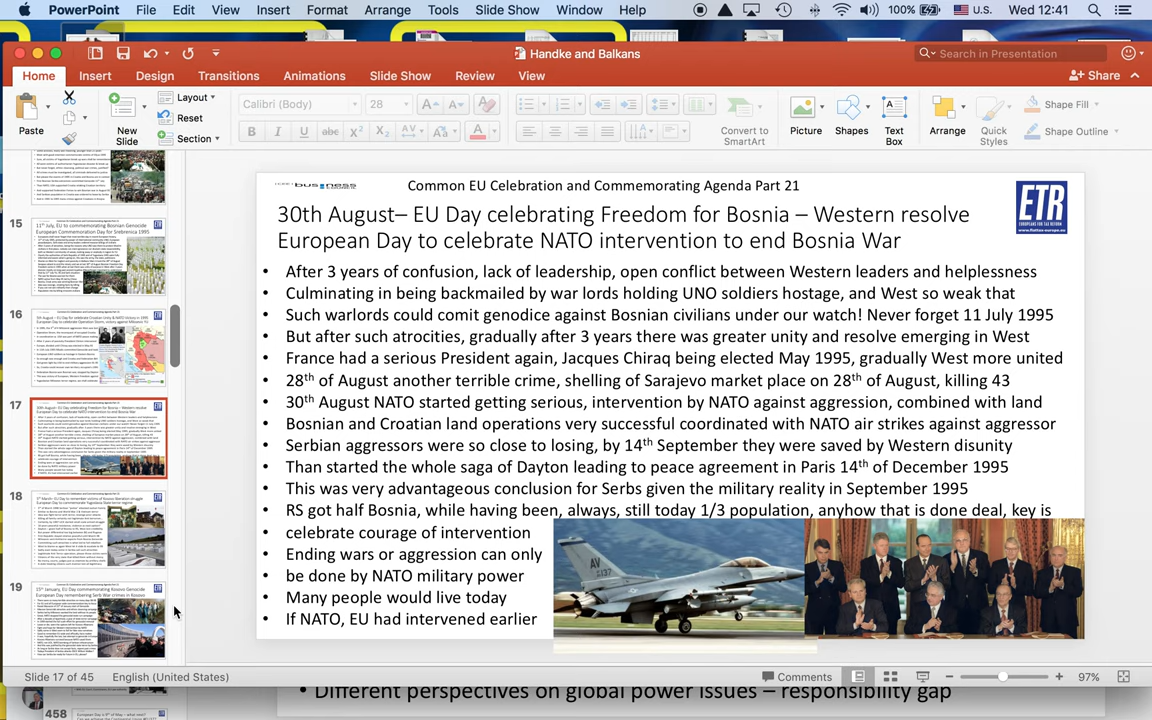 PowerPoint File Edit View Insert Format Arrange Tools Slide Show Window Help 100% U.S. Wed 12:41
Handke and Balkans
Search in Presentation
Home Insert Design Transitions Animations Slide Show Review View Share
Paste New Slide Layout Reset Section
Calibri (Body) 28
B I U abc X² X₂ AV Aa A
Convert to SmartArt
Picture Shapes Text Box Arrange Quick Styles Shape Fill Shape Outline
15
16
17
18
19
Common EU Celebration and Commemorating Agenda Part 21
ETR
30th August– EU Day celebrating Freedom for Bosnia – Western resolve
European Day to celebrate NATO intervention to end Bosnia War
• After 3 years of confusion, lack of leadership, open conflict between Western leaders and helplessness
• Culminating in being backmailed by war lords holding UNO soldiers hostage, and West so weak that
• Such warlords could comit genodice against Bosnian civilians under our watch! Never forget 11 July 1995
• But after such atrocities, generally after 3 years there was greater unity and resolve emerging in West
• France had a serious President again, Jacques Chiraq being elected May 1995, gradually West more united
• 28th of August another terrible crime, shelling of Sarajevo market place on 28th of August, killing 43
• 30th August NATO started getting serious, intervention by NATO against aggression, combined with land
• Bosnian and Croatian land operations very successful coordinated with NATO air strikes against aggressor
• Serbian aggressors were close to losing, by 14th September they were saved by Western disunity
• Than started the whole saga of Dayton leading to peace agreement in Paris 14th of December 1995
• This was very advantageous conclusion for Serbs given the military reality in September 1995
• RS got half Bosnia, while having been, always, still today 1/3 population, anyhow that is done deal, key is
• celebrate courage of intervention
• Ending wars or aggression can only
• be done by NATO military power
• Many people would live today
• If NATO, EU had intervened earlier
AV
Slide 17 of 45 English (United States) Comments 97%
• Different perspectives on global power issues – responsibility gap
458